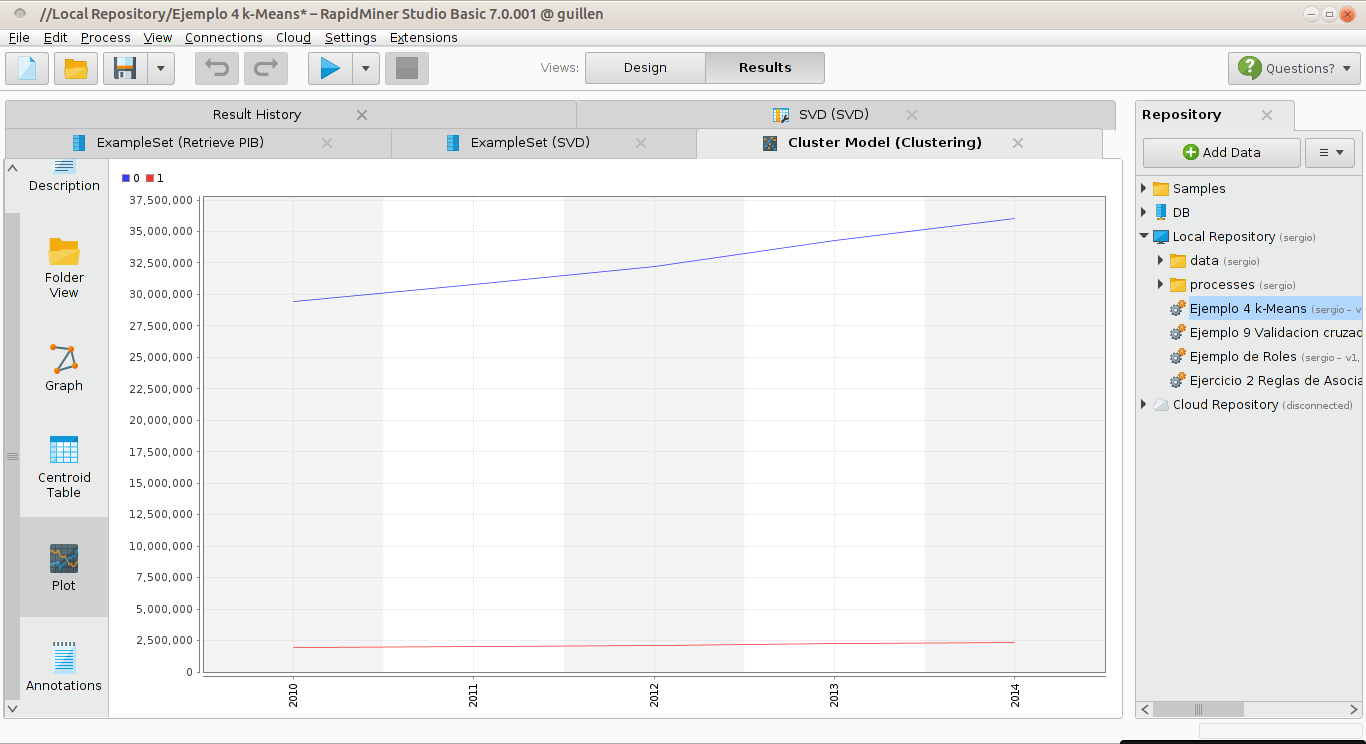 //Local Repository/Ejemplo 4 k-Means* – RapidMiner Studio Basic 7.0.001 @ guillen
File Edit Process View Connections Cloud Settings Extensions
Views: Design Results Questions?
Result History SVD (SVD)
ExampleSet (Retrieve PIB) ExampleSet (SVD) Cluster Model (Clustering)
Description
Folder
View
Graph
Centroid
Table
Plot
Annotations
0 1
37,500,000
35,000,000
32,500,000
30,000,000
27,500,000
25,000,000
22,500,000
20,000,000
17,500,000
15,000,000
12,500,000
10,000,000
7,500,000
5,000,000
2,500,000
0
2010 2011 2012 2013 2014
Repository
Add Data
Samples
DB
Local Repository (sergio)
data (sergio)
processes (sergio)
Ejemplo 4 k-Means (sergio – v
Ejemplo 9 Validacion cruzad
Ejemplo de Roles (sergio – v1,
Ejercicio 2 Reglas de Asocia
Cloud Repository (disconnected)